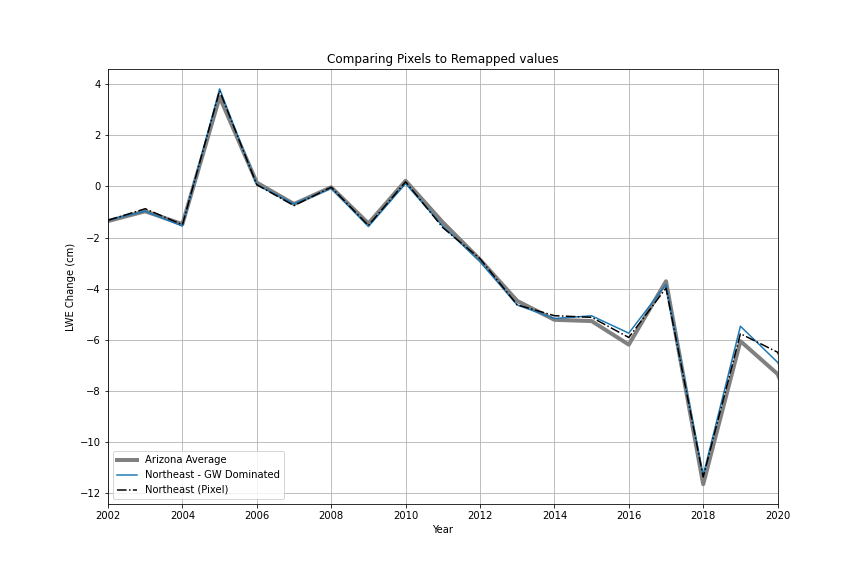 Comparing Pixels to Remapped values
LWE Change (cm)
4
2
0
−2
−4
−6
−8
−10
−12
Arizona Average
Northeast - GW Dominated
Northeast (Pixel)
2002 2004 2006 2008 2010 2012 2014 2016 2018 2020
Year